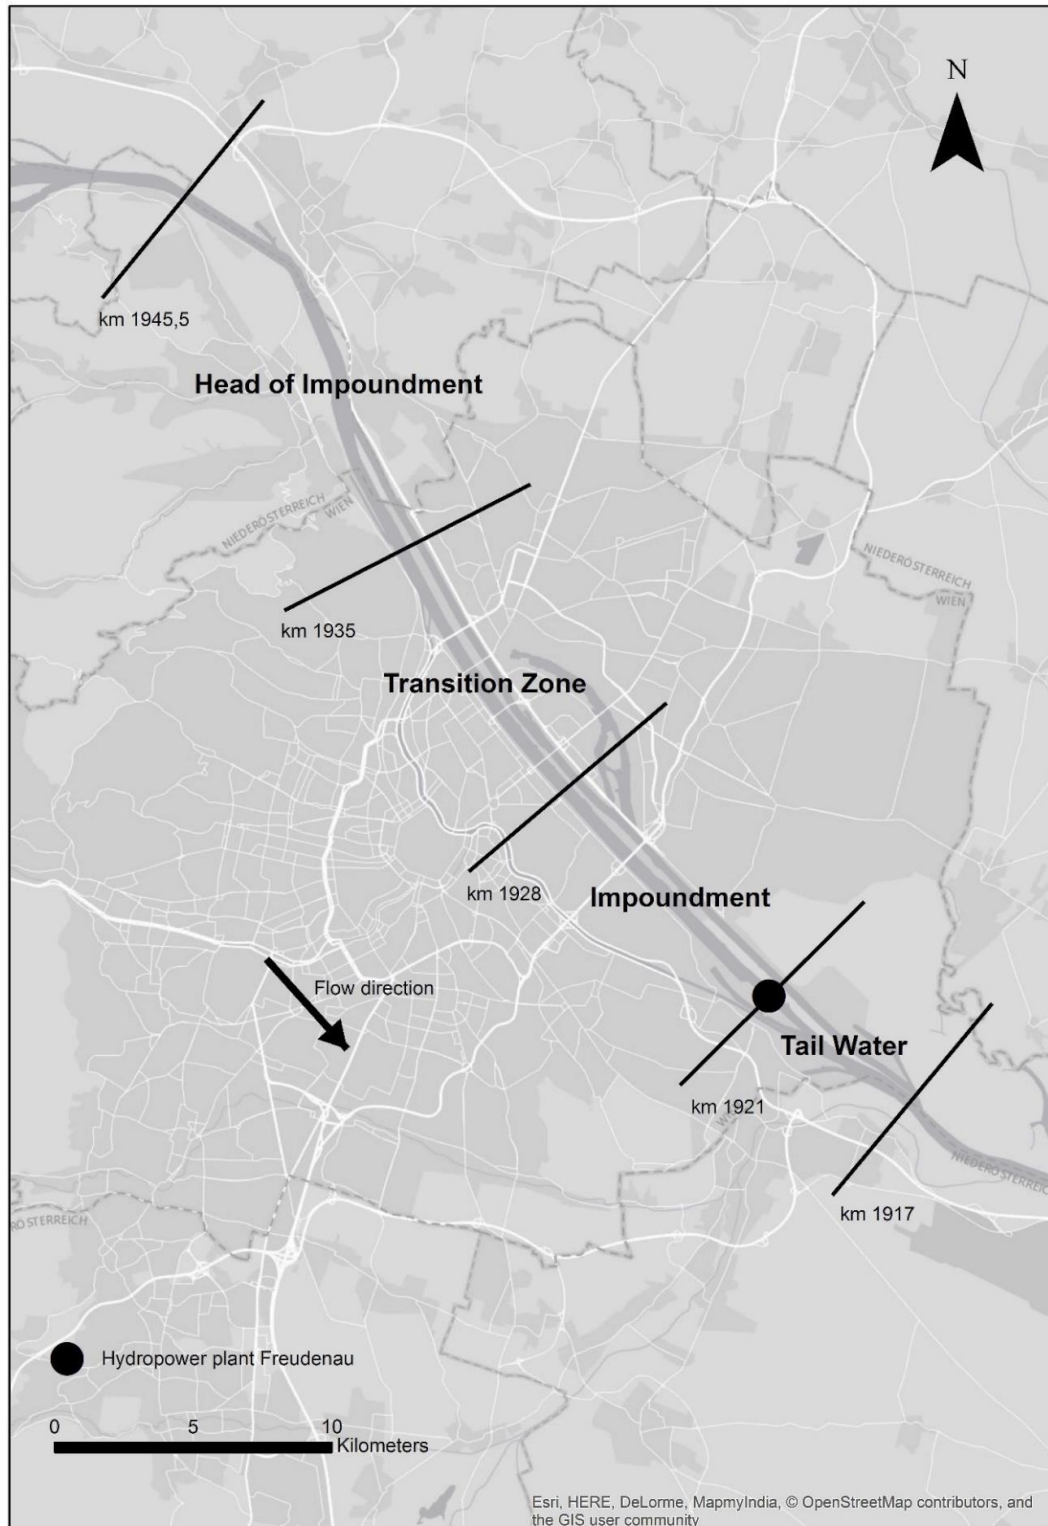 N
km 1945,5
Head of Impoundment
NIEDERÖSTERREICH
WIEN
km 1935
NIEDERÖSTERREICH
WIEN
Transition Zone
km 1928
Impoundment
Flow direction
Tail Water
km 1921
NIEDERÖSTERREICH
km 1917
Hydropower plant Freudenau
0 5 10
Kilometers
Esri, HERE, DeLorme, MapmyIndia, © OpenStreetMap contributors, and
the GIS user community